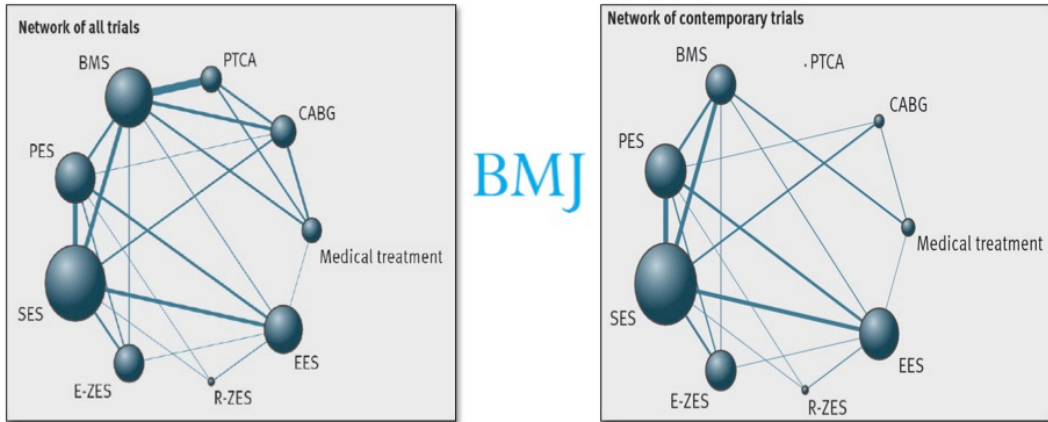 Network of all trials
BMS
PTCA
CABG
PES
Medical treatment
SES
EES
E-ZES
R-ZES
BMJ
Network of contemporary trials
BMS
PTCA
CABG
PES
Medical treatment
SES
EES
E-ZES
R-ZES